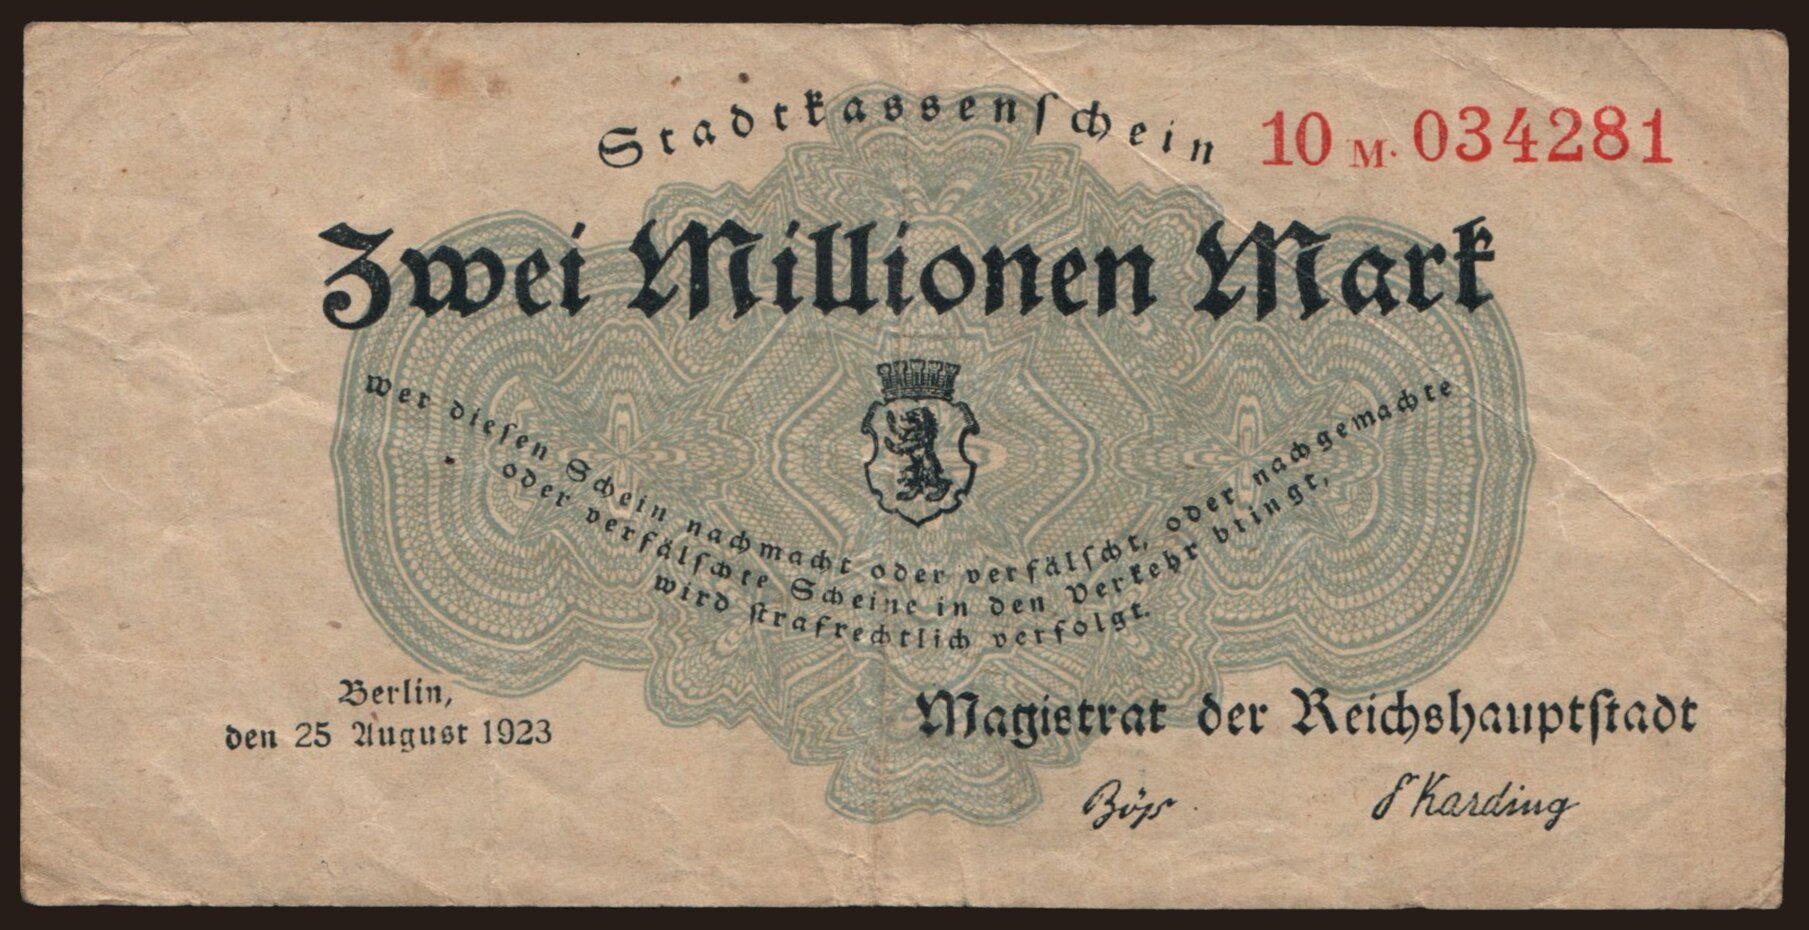 Stadtkassenschein
10 M. 034281
Zwei Millionen Mark
wer diesen Schein nachmacht oder verfälscht, oder nachgemachte
oder verfälschte Scheine in den Verkehr bringt,
wird strafrechtlich verfolgt.
Berlin,
den 25 August 1923
Magistrat der Reichshauptstadt
Böß Karding